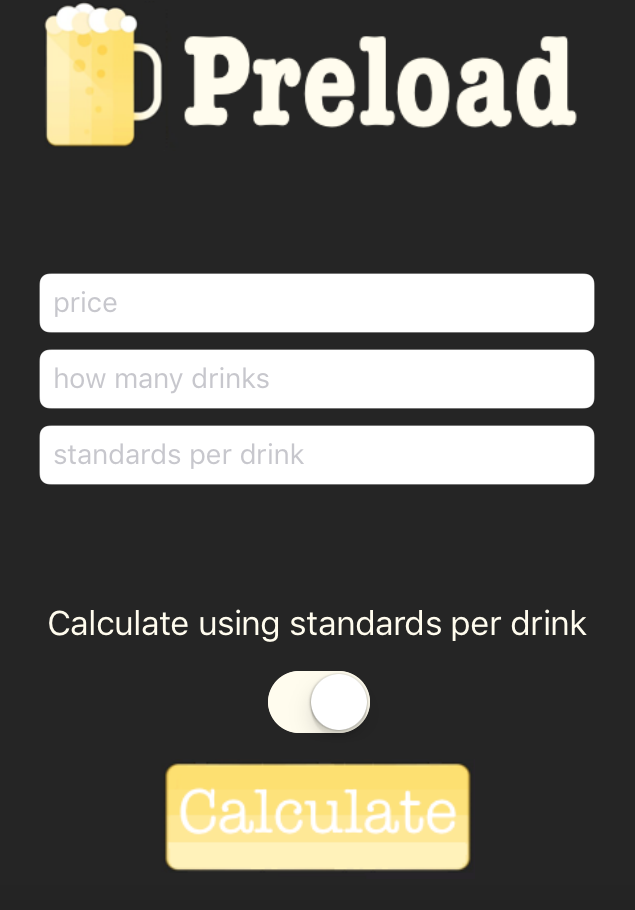 Preload
price
how many drinks
standards per drink
Calculate using standards per drink
Calculate